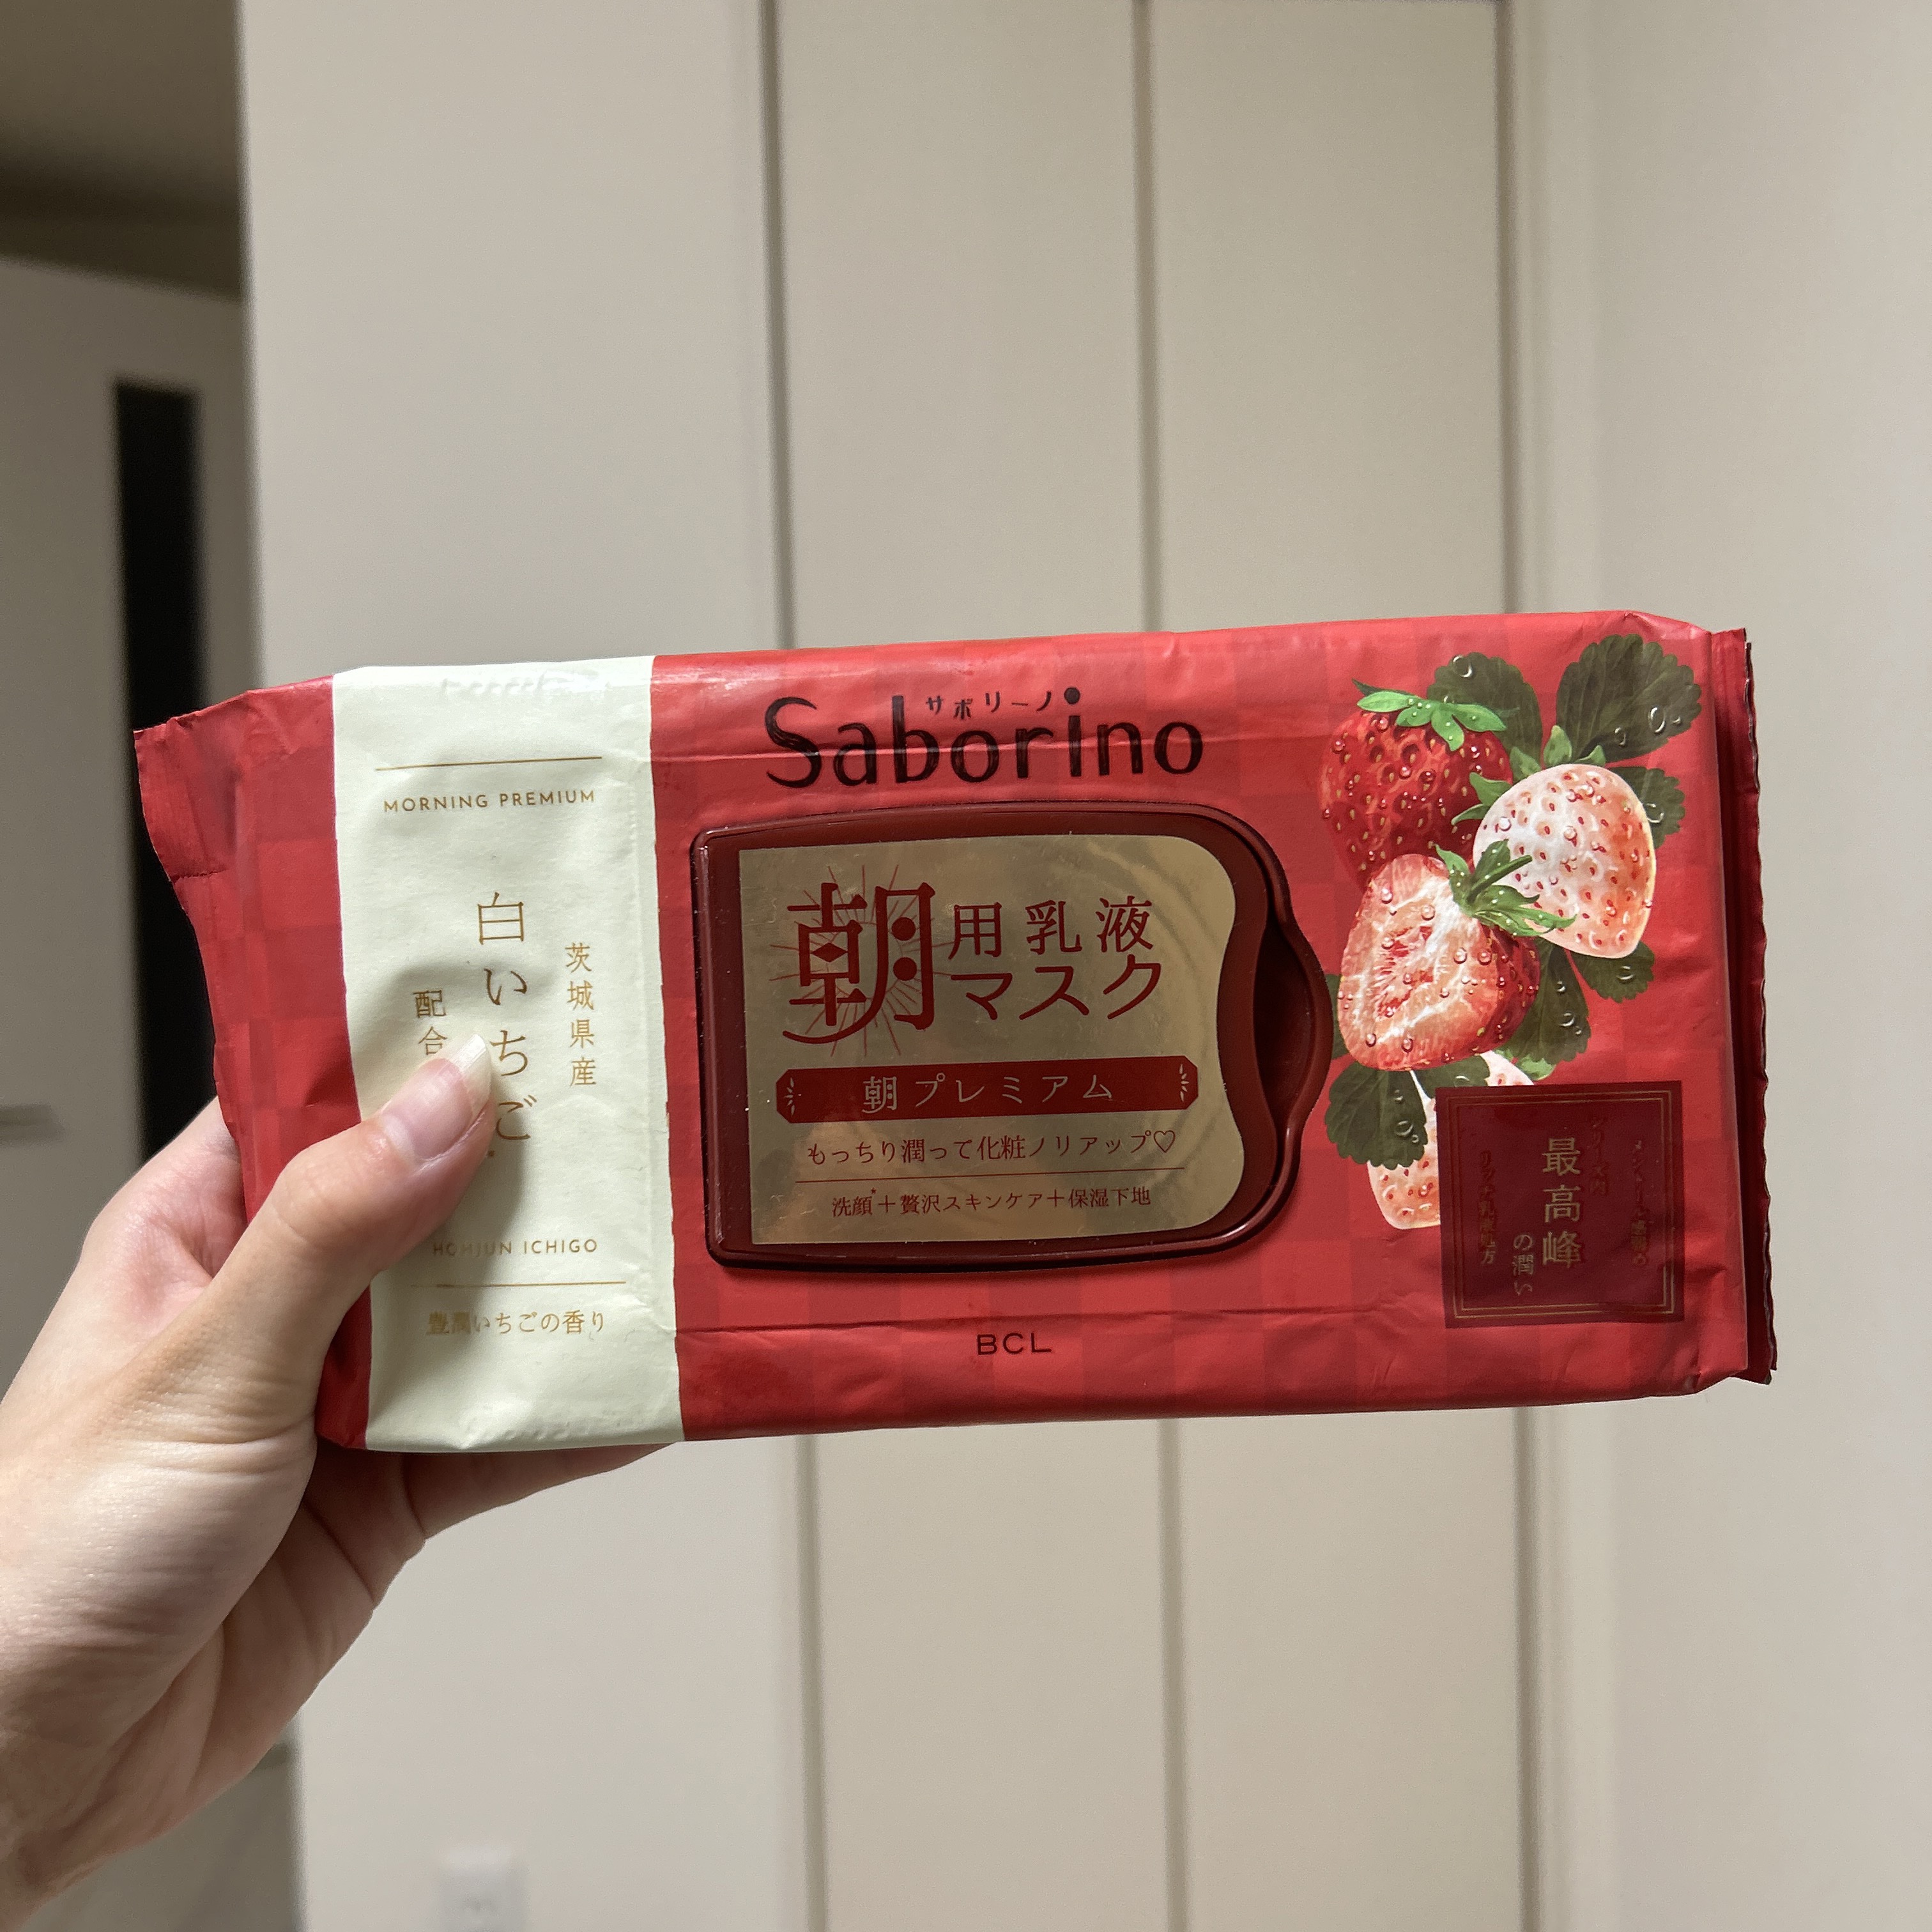 MORNING PREMIUM
茨城県産
白いちご
配合
HOHJUN ICHIGO
豊潤いちごの香り
サボリーノ
Saborino
朝用乳液
マスク
朝プレミアム
もっちり潤って化粧ノリアップ♡
洗顔*+贅沢スキンケア+保湿下地
最高峰
の潤い
BCL